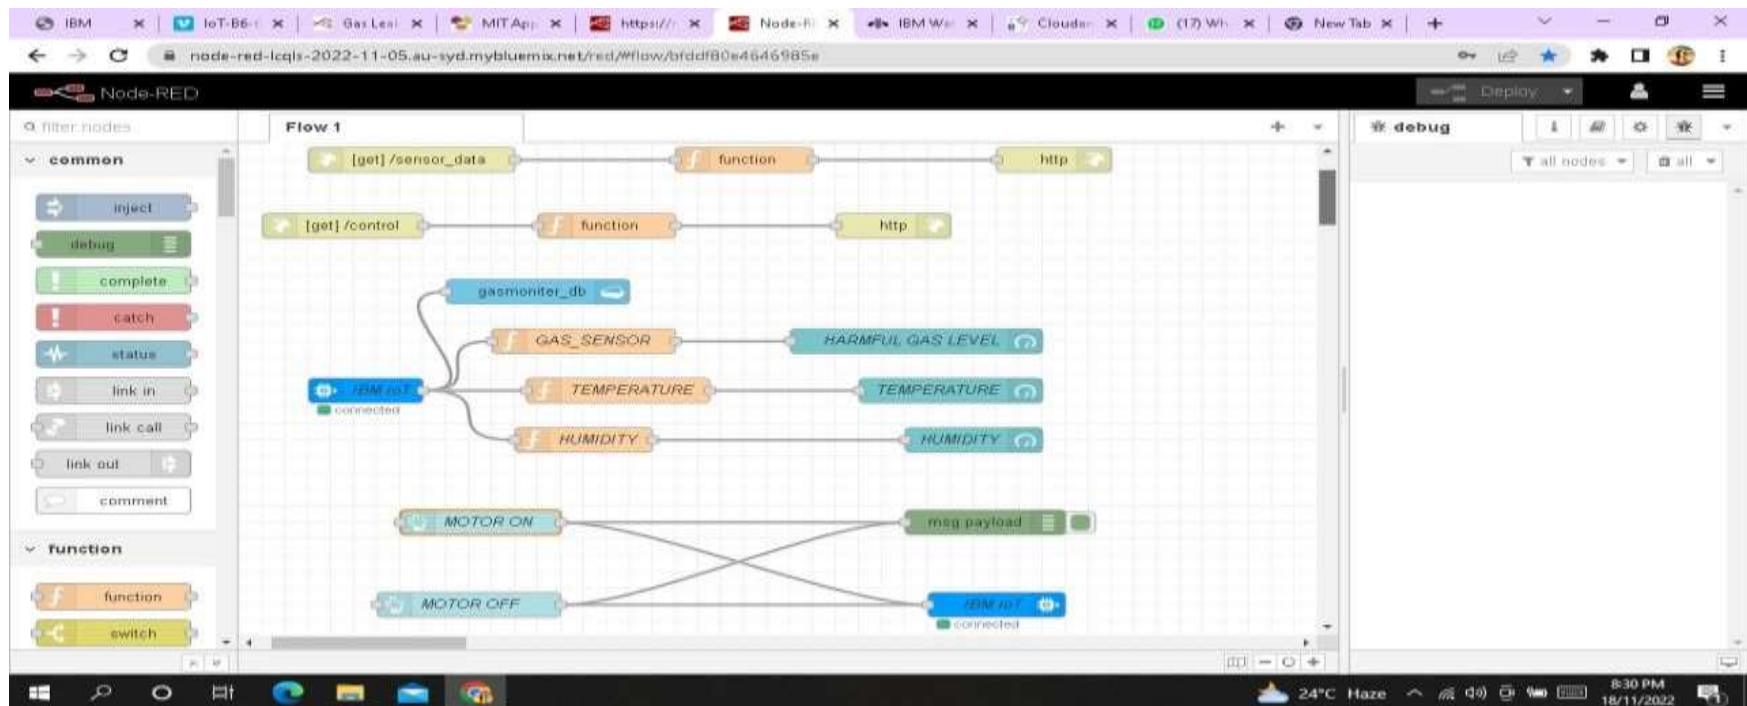 IBM
IoT-B6-
Gas Leal
MIT App
https://
Node-R
IBM Wa
Cloudan
(17) Wh
New Tab
node-red-lcqls-2022-11-05.au-syd.mybluemix.net/red/#flow/bfddf80e4646985e
Node-RED
Deploy
filter nodes
Flow 1
debug
common
all nodes
all
[get] /sensor_data
function
http
inject
[get] /control
function
http
debug
complete
gasmoniter_db
catch
GAS_SENSOR
HARMFUL GAS LEVEL
status
link in
IBM IoT
TEMPERATURE
TEMPERATURE
connected
link call
HUMIDITY
HUMIDITY
link out
comment
MOTOR ON
msg.payload
function
function
MOTOR OFF
IBM IoT
connected
switch
24°C Haze
8:30 PM
18/11/2022